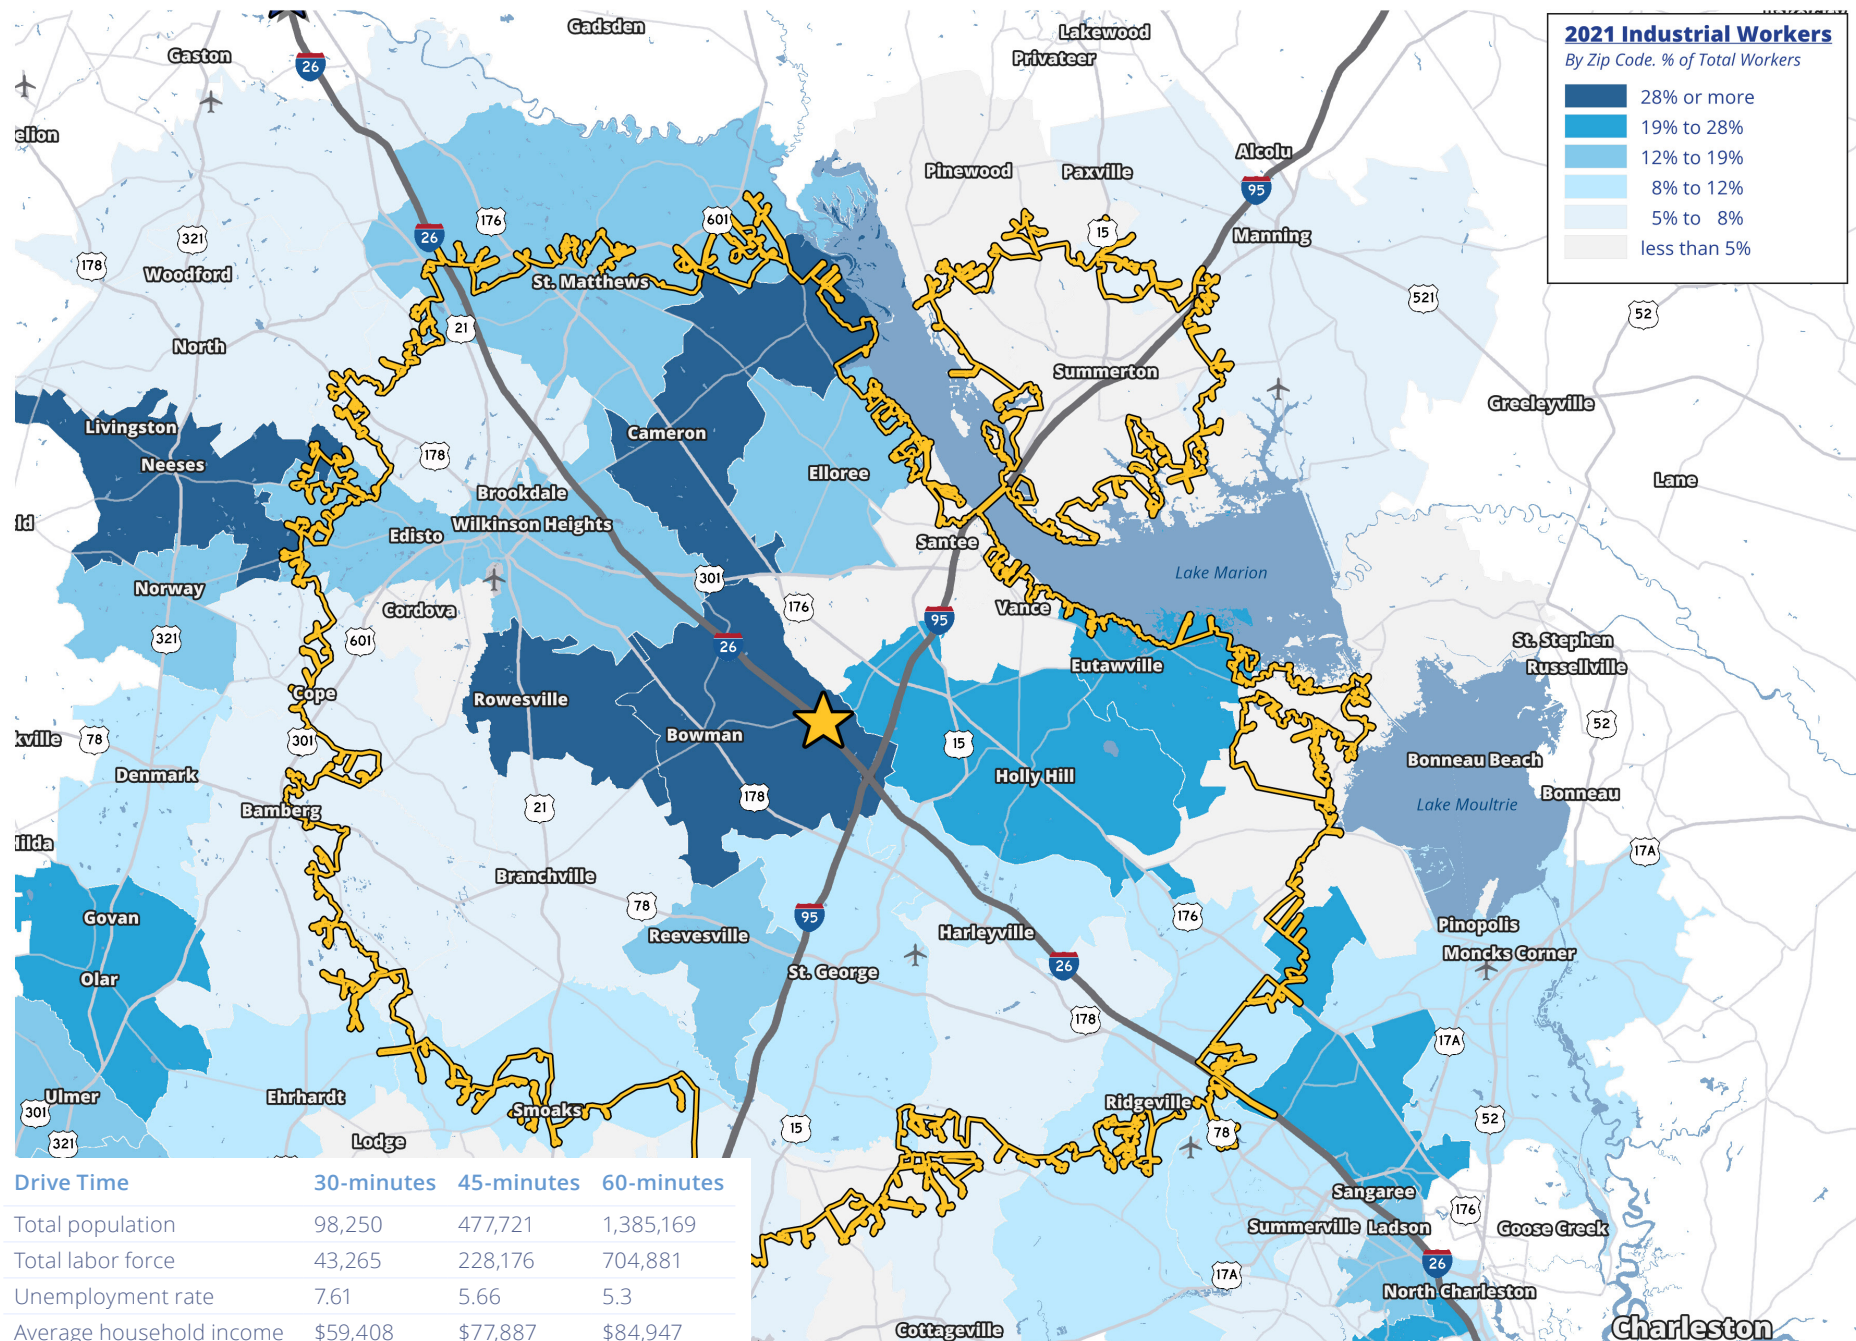 Gadsden
Lakewood
Gaston
Privateer
26
2021 Industrial Workers
By Zip Code. % of Total Workers
28% or more
19% to 28%
12% to 19%
8% to 12%
5% to 8%
less than 5%
elion
Alcolu
Pinewood
Paxville
95
176
601
15
321
26
Manning
178
Woodford
St. Matthews
521
52
21
North
Summerton
Greeleyville
Livingston
Cameron
178
Neeses
Elloree
Lane
Brookdale
ld
Wilkinson Heights
Edisto
Santee
Lake Marion
301
Norway
176
Vance
Cordova
95
321
601
26
St. Stephen
Eutawville
Russellville
Cope
Rowesville
52
kville
78
301
Bowman
15
Bonneau Beach
Denmark
Holly Hill
Bonneau
178
Lake Moultrie
21
Bamberg
17A
Branchville
78
Govan
95
176
Pinopolis
Reevesville
Harleyville
Moncks Corner
26
Olar
St. George
178
17A
Ulmer
Ehrhardt
Ridgeville
301
Smoaks
52
15
78
321
Lodge
Sangaree
176
Summerville
Ladson
Goose Creek
26
17A
North Charleston
Cottageville
Charleston
Drive Time 30-minutes 45-minutes 60-minutes
Total population 98,250 477,721 1,385,169
Total labor force 43,265 228,176 704,881
Unemployment rate 7.61 5.66 5.3
Average household income $59,408 $77,887 $84,947